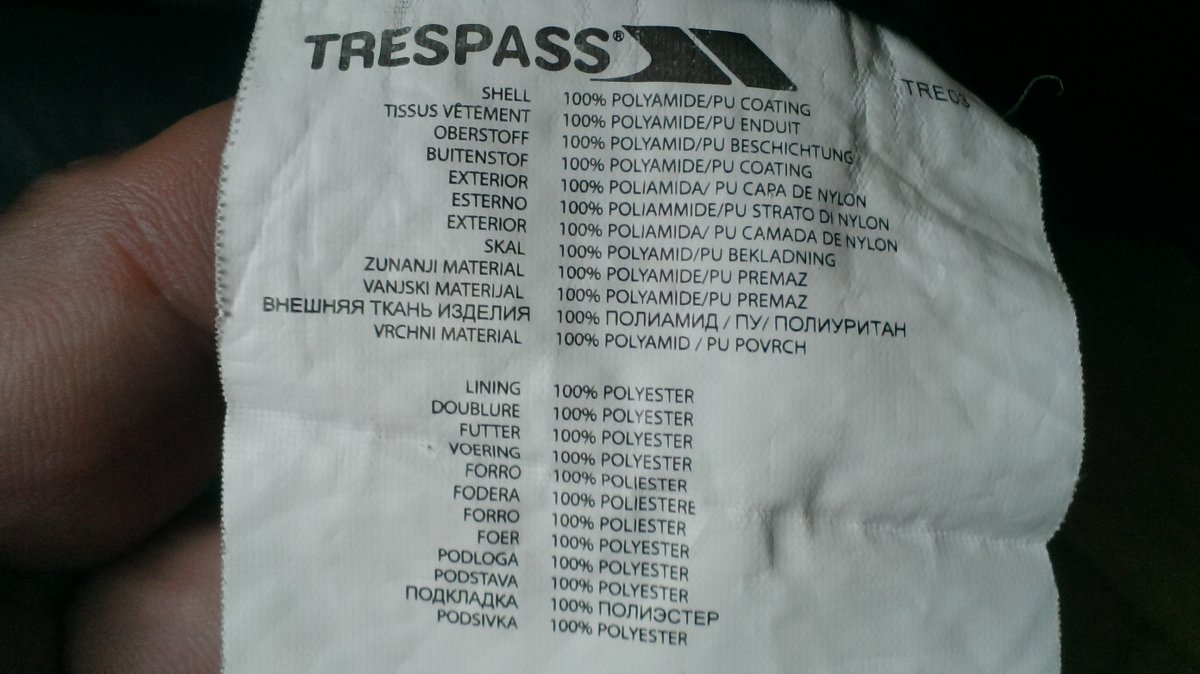 TRESPASS®
TRE03
SHELL 100% POLYAMIDE/PU COATING
TISSUS VÊTEMENT 100% POLYAMIDE/PU ENDUIT
OBERSTOFF 100% POLYAMID/PU BESCHICHTUNG
BUITENSTOF 100% POLYAMID/PU COATING
EXTERIOR 100% POLIAMIDA/ PU CAPA DE NYLON
ESTERNO 100% POLIAMMIDE/PU STRATO DI NYLON
EXTERIOR 100% POLIAMIDA/ PU CAMADA DE NYLON
SKAL 100% POLYAMID/PU BEKLADNING
ZUNANJI MATERIAL 100% POLYAMIDE/PU PREMAZ
VANJSKI MATERIJAL 100% POLYAMIDE/PU PREMAZ
ВНЕШНЯЯ ТКАНЬ ИЗДЕЛИЯ 100% ПОЛИАМИД / ПУ/ ПОЛИУРИТАН
VRCHNI MATERIAL 100% POLYAMID / PU POVRCH
LINING 100% POLYESTER
DOUBLURE 100% POLYESTER
FUTTER 100% POLYESTER
VOERING 100% POLYESTER
FORRO 100% POLIESTER
FODERA 100% POLIESTERE
FORRO 100% POLIESTER
FOER 100% POLYESTER
PODLOGA 100% POLYESTER
PODSTAVA 100% POLYESTER
ПОДКЛАДКА 100% ПОЛИЭСТЕР
PODSIVKA 100% POLYESTER